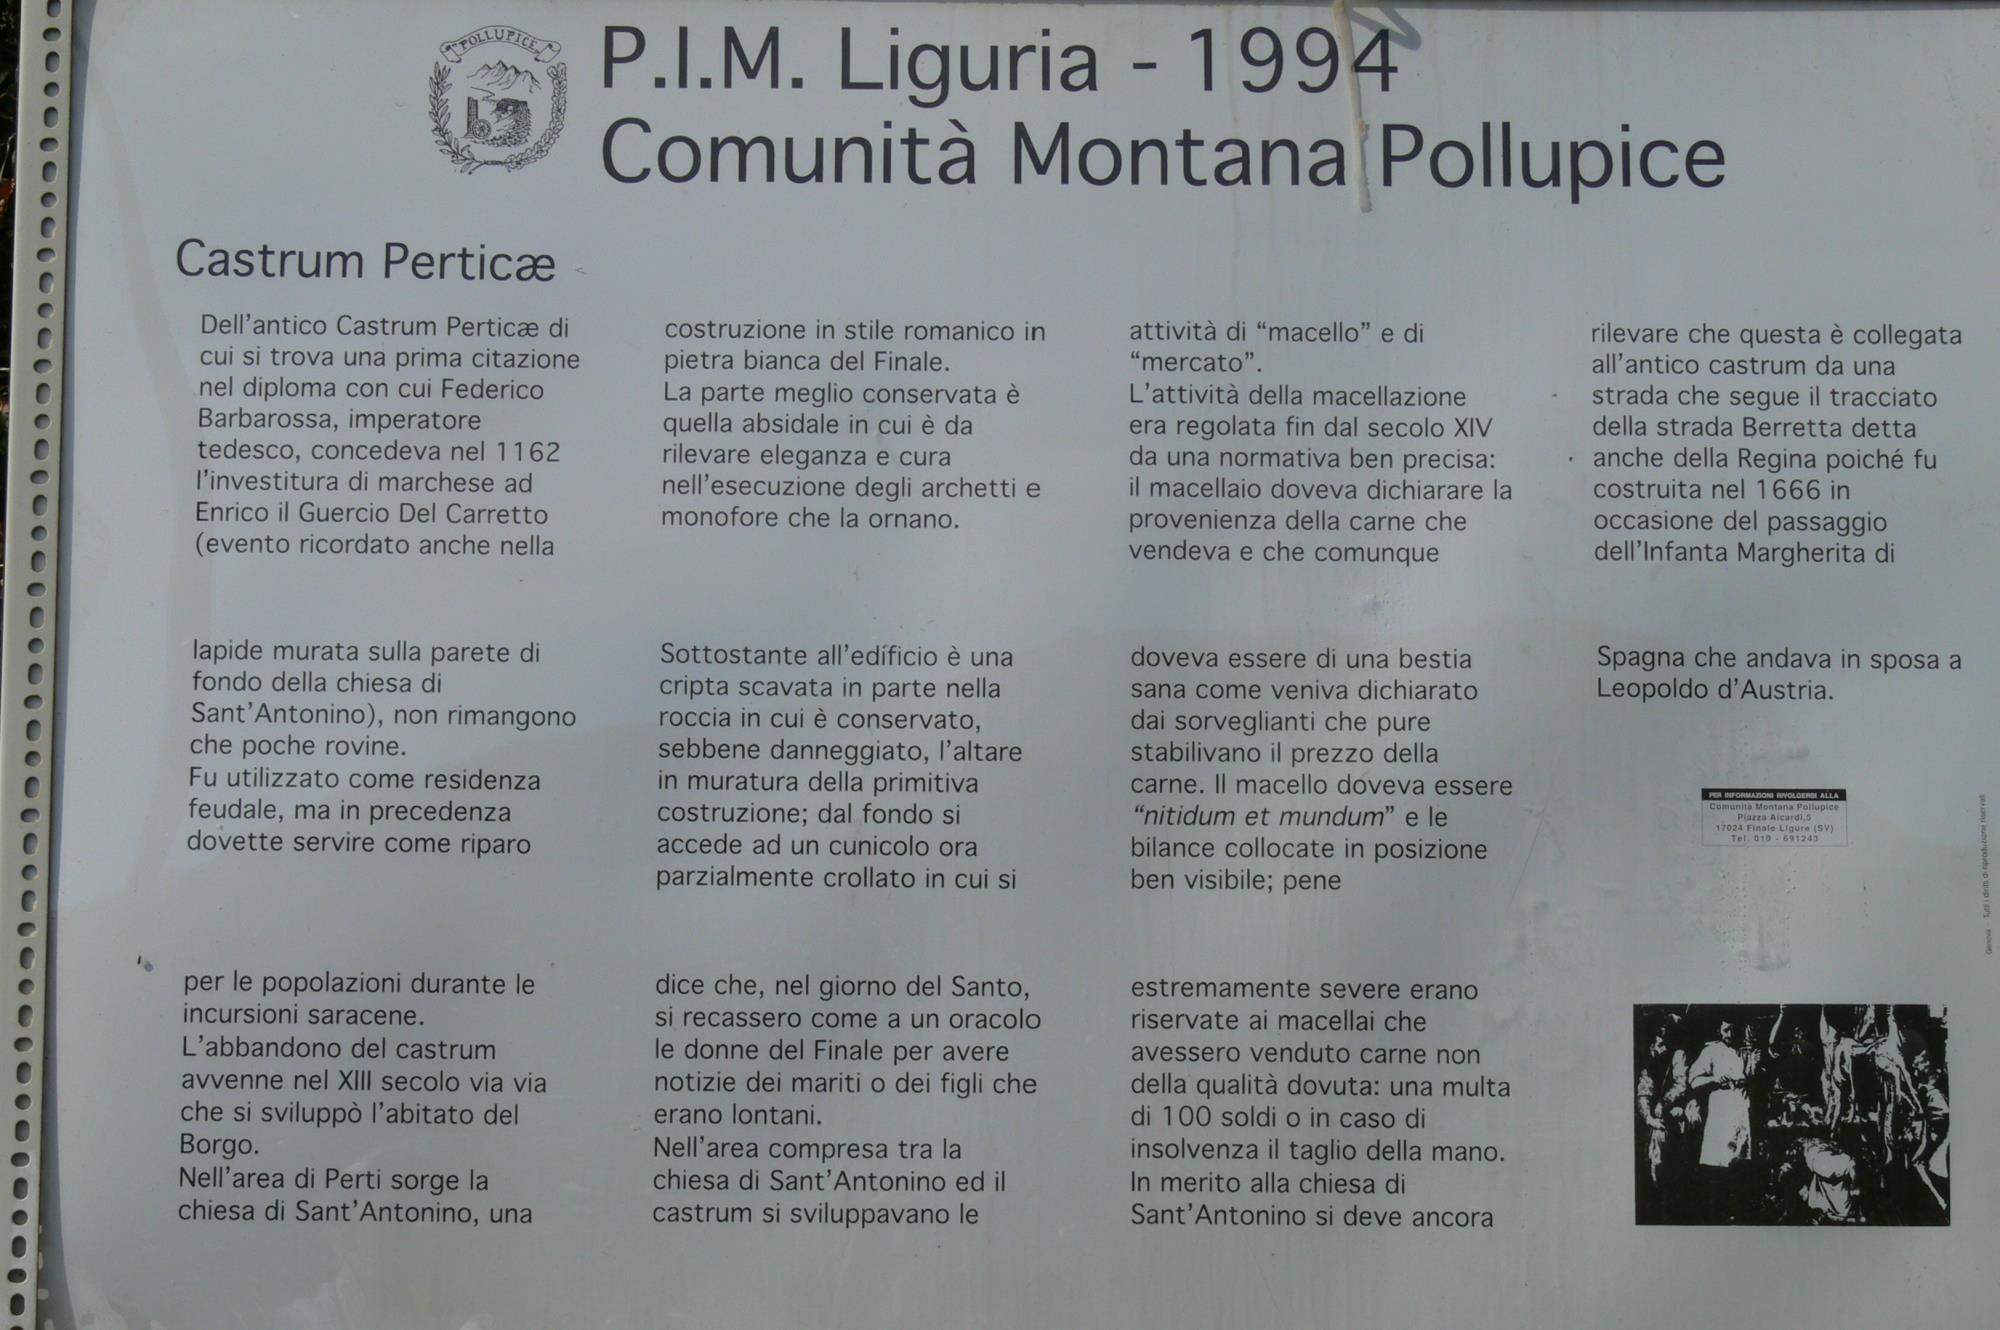 POLLUPICE
P.I.M. Liguria - 1994
Comunità Montana Pollupice
Castrum Perticæ
Dell'antico Castrum Perticæ di
cui si trova una prima citazione
nel diploma con cui Federico
Barbarossa, imperatore
tedesco, concedeva nel 1162
l'investitura di marchese ad
Enrico il Guercio Del Carretto
(evento ricordato anche nella
lapide murata sulla parete di
fondo della chiesa di
Sant'Antonino), non rimangono
che poche rovine.
Fu utilizzato come residenza
feudale, ma in precedenza
dovette servire come riparo
per le popolazioni durante le
incursioni saracene.
L'abbandono del castrum
avvenne nel XIII secolo via via
che si sviluppò l'abitato del
Borgo.
Nell'area di Perti sorge la
chiesa di Sant'Antonino, una
costruzione in stile romanico in
pietra bianca del Finale.
La parte meglio conservata è
quella absidale in cui è da
rilevare eleganza e cura
nell'esecuzione degli archetti e
monofore che la ornano.
Sottostante all'edificio è una
cripta scavata in parte nella
roccia in cui è conservato,
sebbene danneggiato, l'altare
in muratura della primitiva
costruzione; dal fondo si
accede ad un cunicolo ora
parzialmente crollato in cui si
dice che, nel giorno del Santo,
si recassero come a un oracolo
le donne del Finale per avere
notizie dei mariti o dei figli che
erano lontani.
Nell'area compresa tra la
chiesa di Sant'Antonino ed il
castrum si sviluppavano le
attività di “macello” e di
“mercato”.
L'attività della macellazione
era regolata fin dal secolo XIV
da una normativa ben precisa:
il macellaio doveva dichiarare la
provenienza della carne che
vendeva e che comunque
doveva essere di una bestia
sana come veniva dichiarato
dai sorveglianti che pure
stabilivano il prezzo della
carne. Il macello doveva essere
“nitidum et mundum” e le
bilance collocate in posizione
ben visibile; pene
estremamente severe erano
riservate ai macellai che
avessero venduto carne non
della qualità dovuta: una multa
di 100 soldi o in caso di
insolvenza il taglio della mano.
In merito alla chiesa di
Sant'Antonino si deve ancora
rilevare che questa è collegata
all'antico castrum da una
strada che segue il tracciato
della strada Berretta detta
anche della Regina poiché fu
costruita nel 1666 in
occasione del passaggio
dell'Infanta Margherita di
Spagna che andava in sposa a
Leopoldo d'Austria.
PER INFORMAZIONI RIVOLGERSI ALLA
Comunità Montana Pollupice
Piazza Aicardi,5
17024 Finale Ligure (SV)
Tel. 019 - 691243
Genova Tutti i diritti di riproduzione riservati